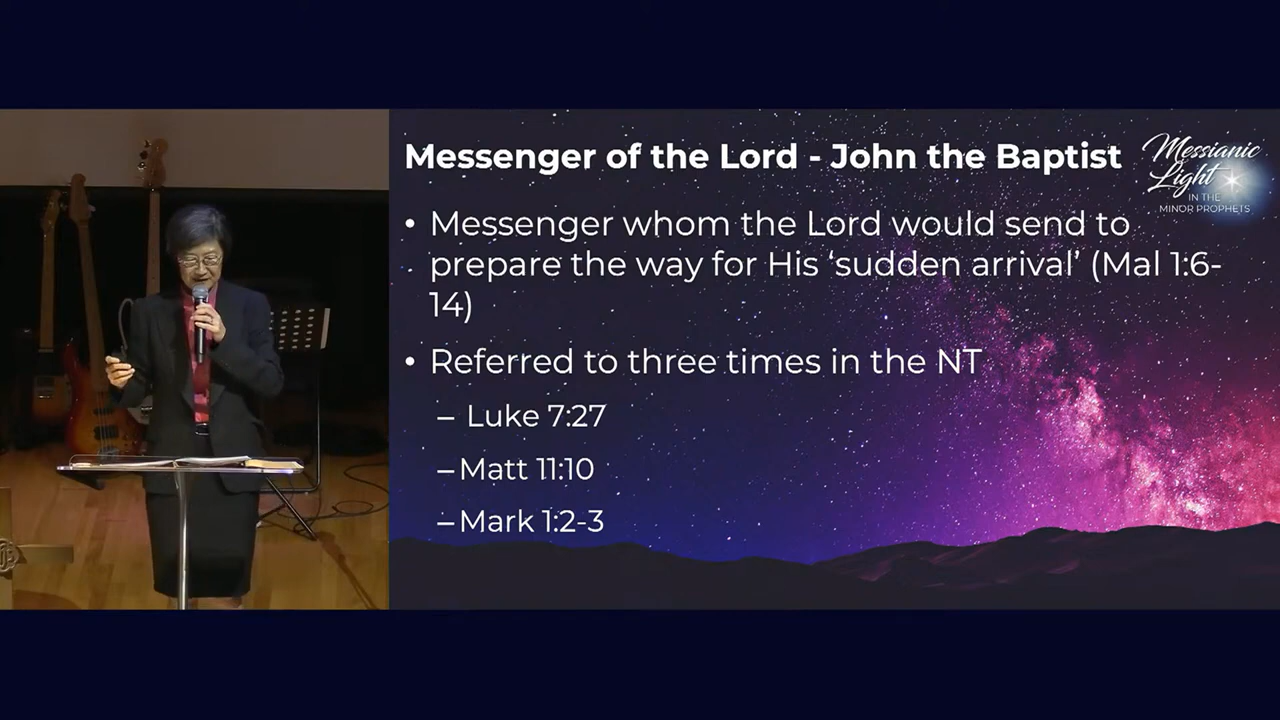 Messenger of the Lord - John the Baptist
Messianic
Light
IN THE
MINOR PROPHETS
• Messenger whom the Lord would send to
prepare the way for His ‘sudden arrival’ (Mal 1:6-
14)
• Referred to three times in the NT
– Luke 7:27
– Matt 11:10
– Mark 1:2-3